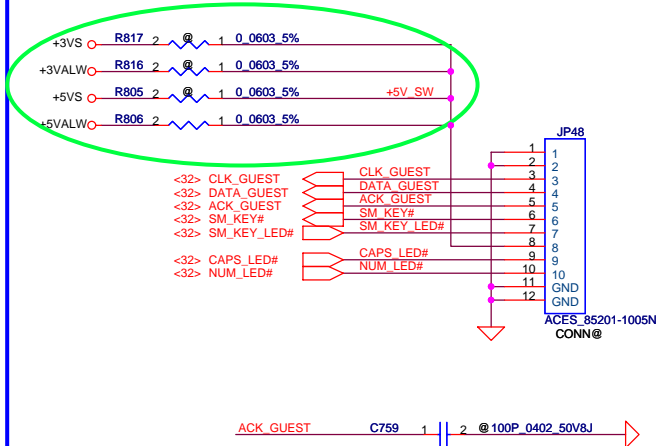 +3VS R817 2 @ 1 0_0603_5%
+3VALW R816 2 @ 1 0_0603_5%
+5VS R805 2 @ 1 0_0603_5% +5V_SW
+5VALW R806 2 1 0_0603_5%
JP48
1 1
2 2
<32> CLK_GUEST CLK_GUEST 3 3
<32> DATA_GUEST DATA_GUEST 4 4
<32> ACK_GUEST ACK_GUEST 5 5
<32> SM_KEY# SM_KEY# 6 6
<32> SM_KEY_LED# SM_KEY_LED# 7 7
8 8
<32> CAPS_LED# CAPS_LED# 9 9
<32> NUM_LED# NUM_LED# 10 10
11 GND
12 GND
ACES_85201-1005N
CONN@
ACK_GUEST C759 1 2 @100P_0402_50V8J